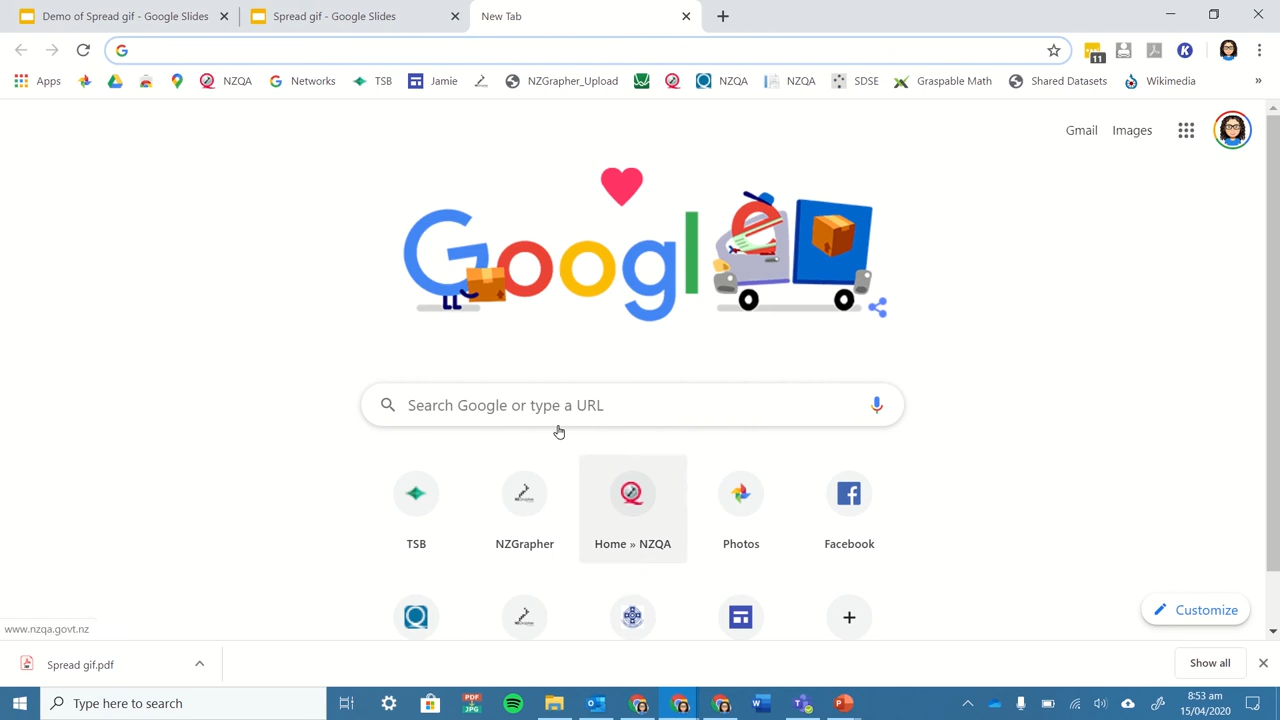 Demo of Spread gif - Google Slides
Spread gif - Google Slides
New Tab
11
Apps
NZQA
Networks
TSB
Jamie
NZGrapher_Upload
NZQA
NZQA
SDSE
Graspable Math
Shared Datasets
Wikimedia
»
Gmail
Images
Google
Search Google or type a URL
TSB
NZGrapher
Home » NZQA
Photos
Facebook
Customize
www.nzqa.govt.nz
Spread gif.pdf
Show all
Type here to search
8:53 am
15/04/2020